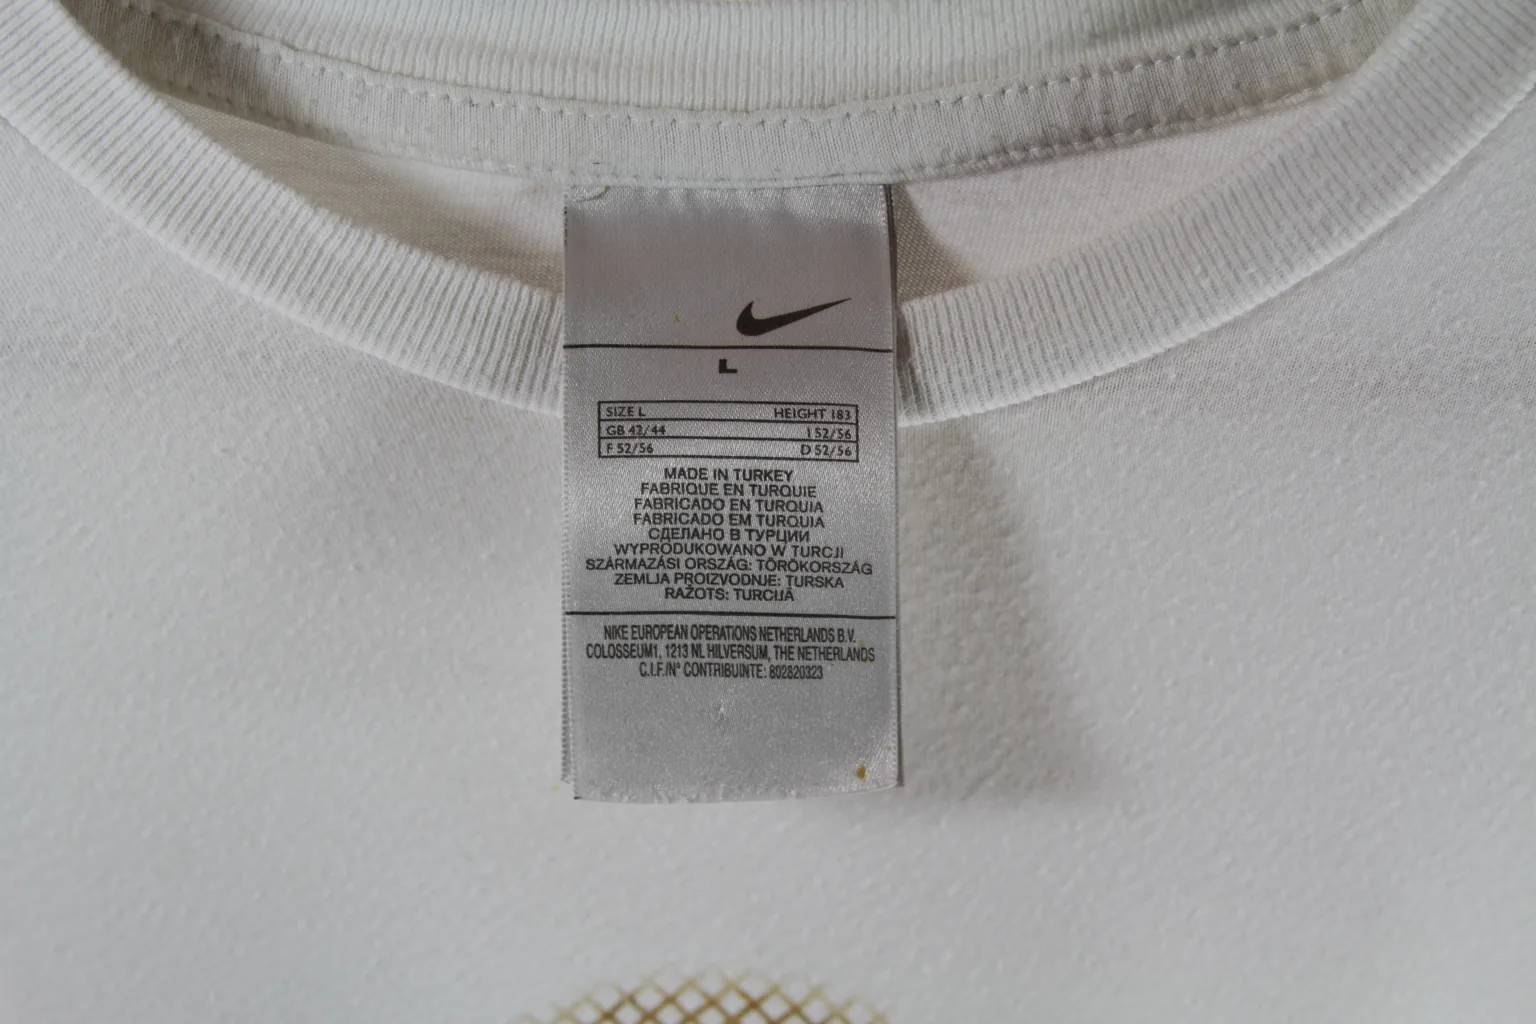 L
SIZE L HEIGHT 183
GB 42/44 I 52/56
F 52/56 D 52/56
MADE IN TURKEY
FABRIQUE EN TURQUIE
FABRICADO EN TURQUIA
FABRICADO EM TURQUIA
СДЕЛАНО В ТУРЦИИ
WYPRODUKOWANO W TURCJI
SZÁRMAZÁSI ORSZÁG: TÖRÖKORSZÁG
ZEMLJA PROIZVODNJE: TURSKA
RAŽOTS: TURCIJĀ
NIKE EUROPEAN OPERATIONS NETHERLANDS B.V.
COLOSSEUM1, 1213 NL HILVERSUM, THE NETHERLANDS
C.I.F./N° CONTRIBUINTE: 802820323